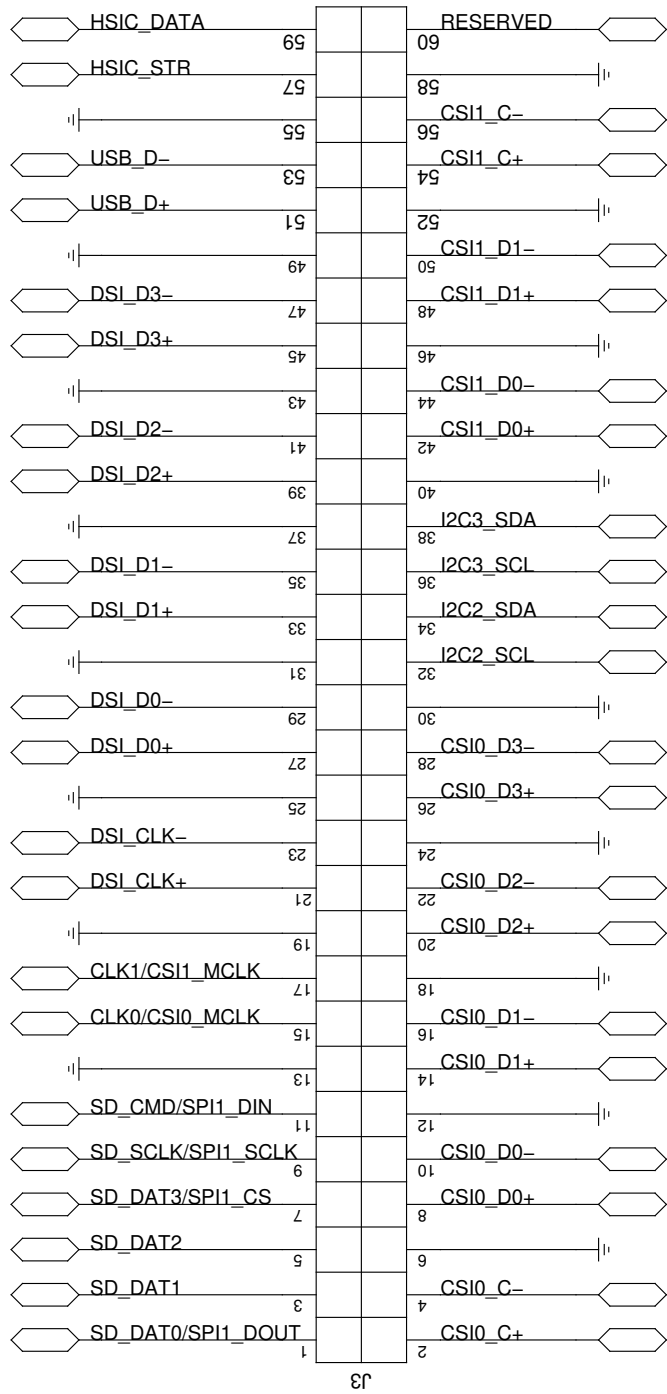 HSIC_DATA 59 60 RESERVED
HSIC_STR 57 58
55 56 CSI1_C-
USB_D- 53 54 CSI1_C+
USB_D+ 51 52
49 50 CSI1_D1-
DSI_D3- 47 48 CSI1_D1+
DSI_D3+ 45 46
43 44 CSI1_D0-
DSI_D2- 41 42 CSI1_D0+
DSI_D2+ 39 40
37 38 I2C3_SDA
DSI_D1- 35 36 I2C3_SCL
DSI_D1+ 33 34 I2C2_SDA
31 32 I2C2_SCL
DSI_D0- 29 30
DSI_D0+ 27 28 CSI0_D3-
25 26 CSI0_D3+
DSI_CLK- 23 24
DSI_CLK+ 21 22 CSI0_D2-
19 20 CSI0_D2+
CLK1/CSI1_MCLK 17 18
CLK0/CSI0_MCLK 15 16 CSI0_D1-
13 14 CSI0_D1+
SD_CMD/SPI1_DIN 11 12
SD_SCLK/SPI1_SCLK 9 10 CSI0_D0-
SD_DAT3/SPI1_CS 7 8 CSI0_D0+
SD_DAT2 5 6
SD_DAT1 3 4 CSI0_C-
SD_DAT0/SPI1_DOUT 1 2 CSI0_C+
J3